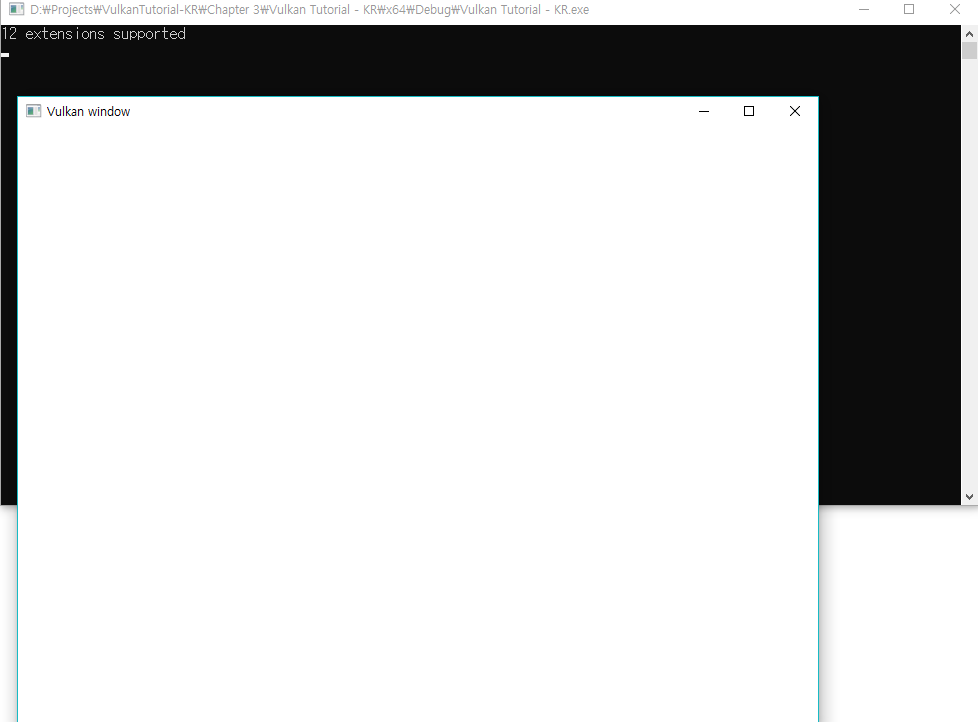 D:₩Projects₩VulkanTutorial-KR₩Chapter 3₩Vulkan Tutorial - KR₩x64₩Debug₩Vulkan Tutorial - KR.exe
12 extensions supported
Vulkan window